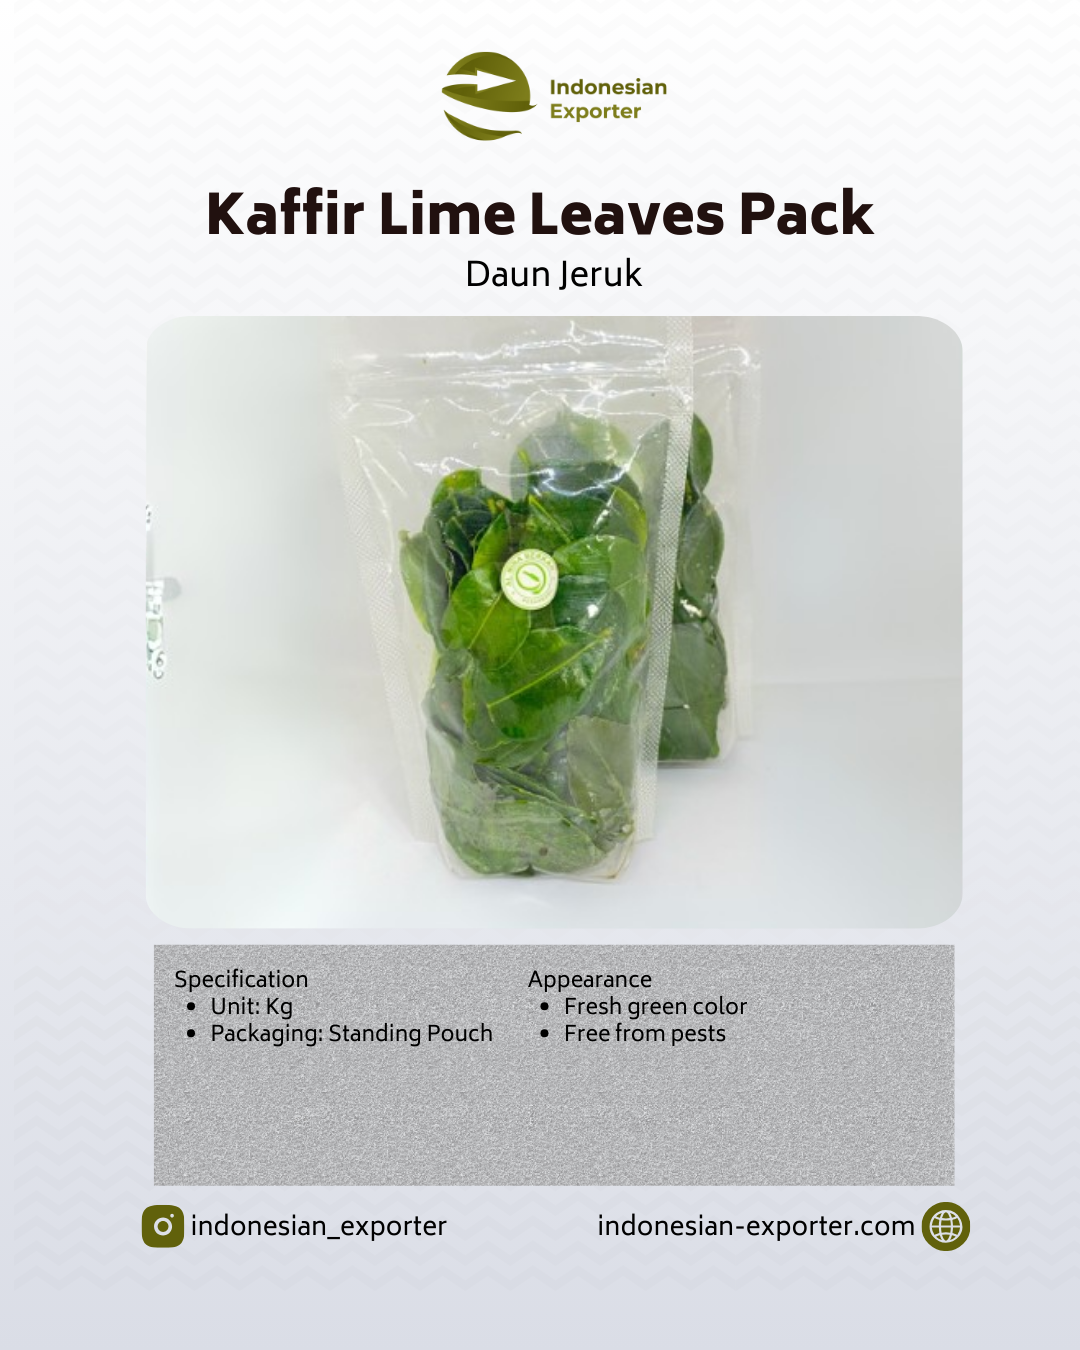 Indonesian
Exporter
Kaffir Lime Leaves Pack
Daun Jeruk
Specification
• Unit: Kg
• Packaging: Standing Pouch
Appearance
• Fresh green color
• Free from pests
indonesian_exporter
indonesian-exporter.com